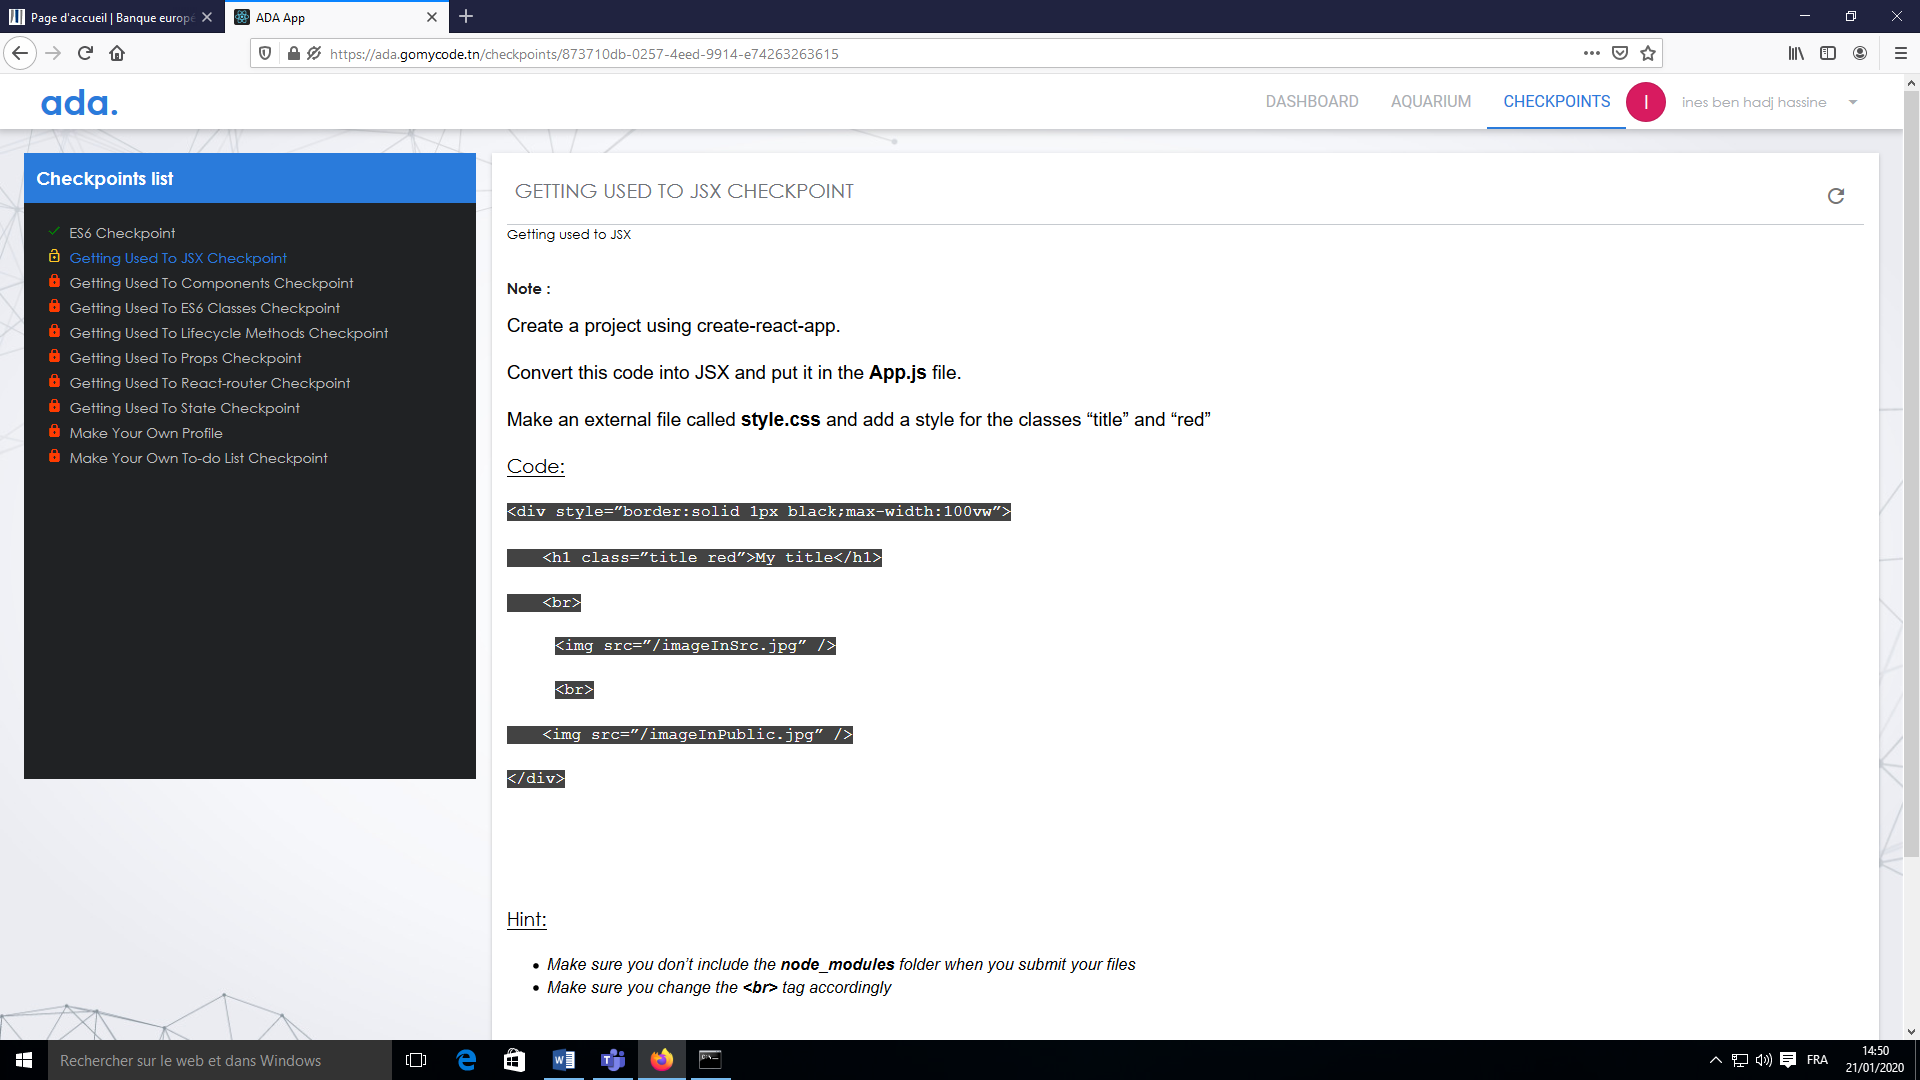 Page d'accueil | Banque europé
ADA App
https://ada.gomycode.tn/checkpoints/873710db-0257-4eed-9914-e74263263615
ada.
DASHBOARD
AQUARIUM
CHECKPOINTS
I
ines ben hadj hassine
Checkpoints list
ES6 Checkpoint
Getting Used To JSX Checkpoint
Getting Used To Components Checkpoint
Getting Used To ES6 Classes Checkpoint
Getting Used To Lifecycle Methods Checkpoint
Getting Used To Props Checkpoint
Getting Used To React-router Checkpoint
Getting Used To State Checkpoint
Make Your Own Profile
Make Your Own To-do List Checkpoint
GETTING USED TO JSX CHECKPOINT
Getting used to JSX
Note :
Create a project using create-react-app.
Convert this code into JSX and put it in the App.js file.
Make an external file called style.css and add a style for the classes “title” and “red”
Code:
<div style=”border:solid 1px black;max-width:100vw”>
<h1 class=”title red”>My title</h1>
<br>
<img src=”/imageInSrc.jpg” />
<br>
<img src=”/imageInPublic.jpg” />
</div>
Hint:
• Make sure you don’t include the node_modules folder when you submit your files
• Make sure you change the <br> tag accordingly
Rechercher sur le web et dans Windows
FRA
14:50
21/01/2020